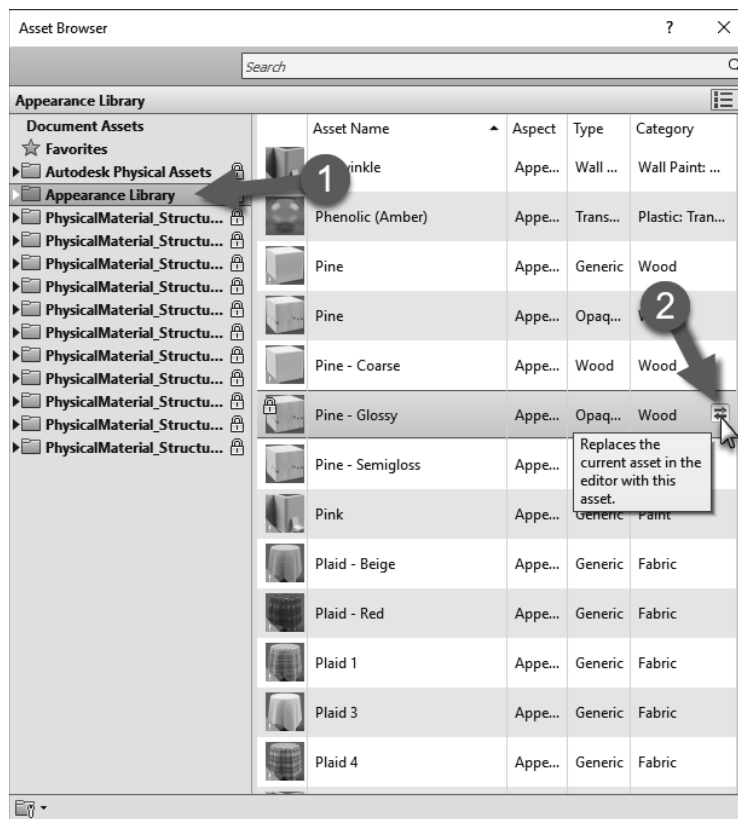 Asset Browser ? ×
Search
Appearance Library
Document Assets
Favorites
Autodesk Physical Assets
Appearance Library
PhysicalMaterial_Structu...
PhysicalMaterial_Structu...
PhysicalMaterial_Structu...
PhysicalMaterial_Structu...
PhysicalMaterial_Structu...
PhysicalMaterial_Structu...
PhysicalMaterial_Structu...
PhysicalMaterial_Structu...
PhysicalMaterial_Structu...
PhysicalMaterial_Structu...
PhysicalMaterial_Structu...
1
Asset Name Aspect Type Category
Appe... Wall ... Wall Paint: ...
Phenolic (Amber) Appe... Trans... Plastic: Tran...
Pine Appe... Generic Wood
Pine Appe... Opaq...
2
Pine - Coarse Appe... Wood Wood
Pine - Glossy Appe... Opaq... Wood
Replaces the
current asset in the
editor with this
asset.
Pine - Semigloss Appe...
Pink Appe... Generic Paint
Plaid - Beige Appe... Generic Fabric
Plaid - Red Appe... Generic Fabric
Plaid 1 Appe... Generic Fabric
Plaid 3 Appe... Generic Fabric
Plaid 4 Appe... Generic Fabric